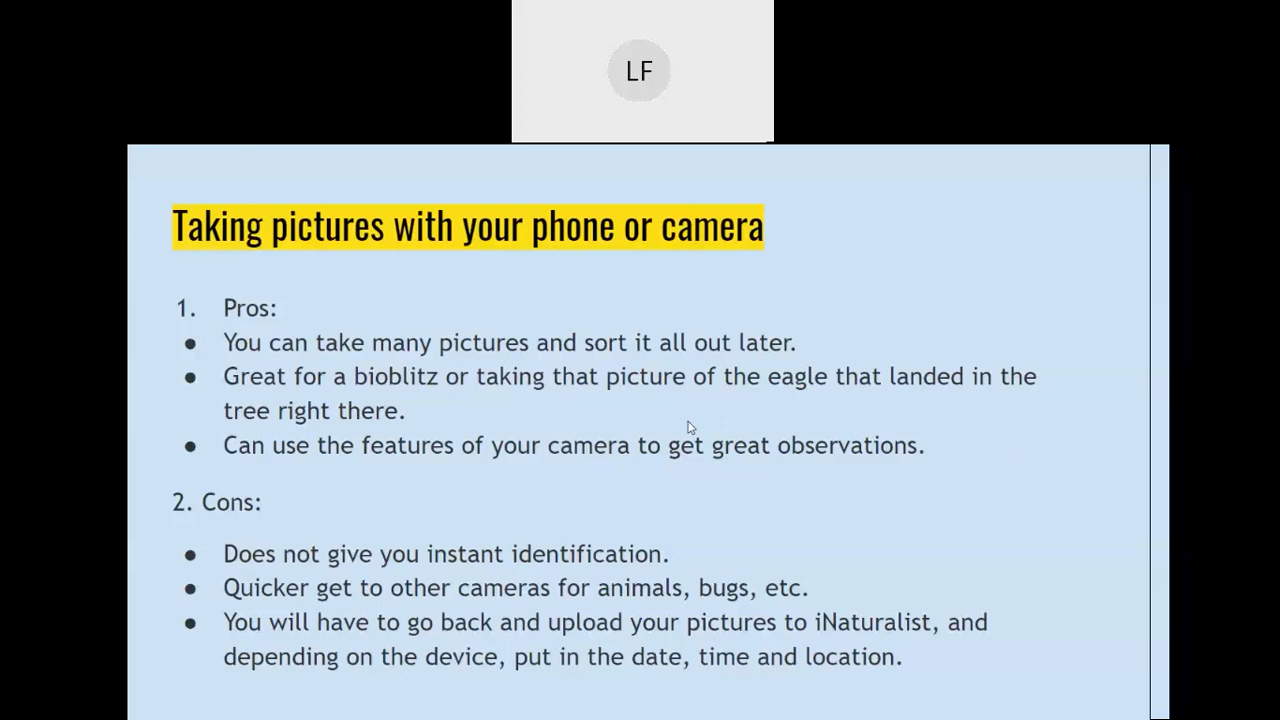 LF
Taking pictures with your phone or camera
1. Pros:
● You can take many pictures and sort it all out later.
● Great for a bioblitz or taking that picture of the eagle that landed in the
tree right there.
● Can use the features of your camera to get great observations.
2. Cons:
● Does not give you instant identification.
● Quicker get to other cameras for animals, bugs, etc.
● You will have to go back and upload your pictures to iNaturalist, and
depending on the device, put in the date, time and location.